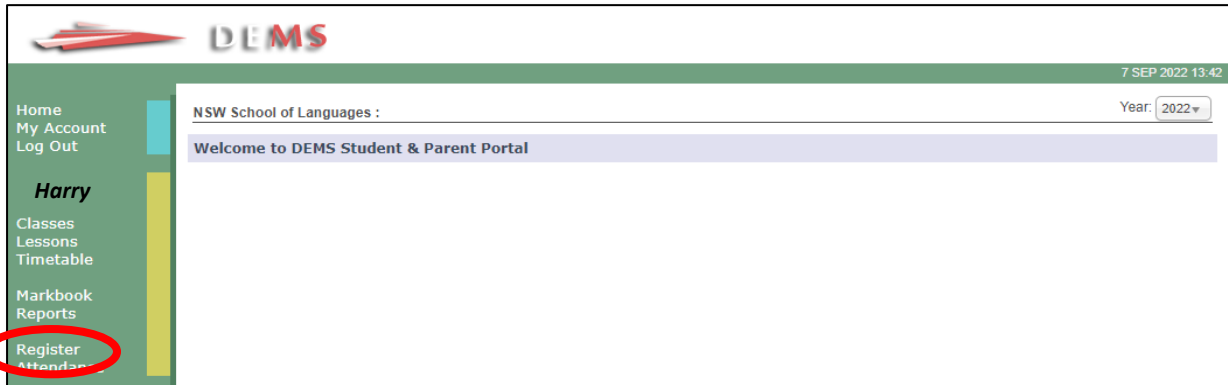 DEMS
7 SEP 2022 13:42
Home
My Account
Log Out
NSW School of Languages :
Year: 2022
Welcome to DEMS Student & Parent Portal
Harry
Classes
Lessons
Timetable
Markbook
Reports
Register
Attendance